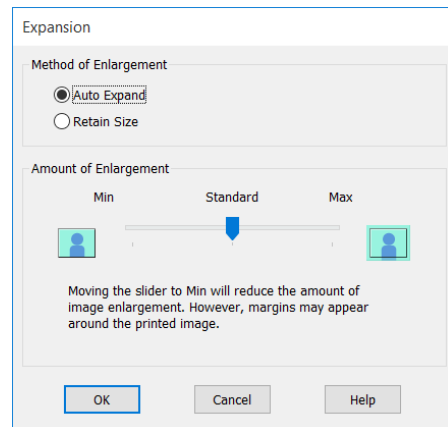 Expansion
Method of Enlargement
Auto Expand
Retain Size
Amount of Enlargement
Min Standard Max
Moving the slider to Min will reduce the amount of
image enlargement. However, margins may appear
around the printed image.
OK Cancel Help